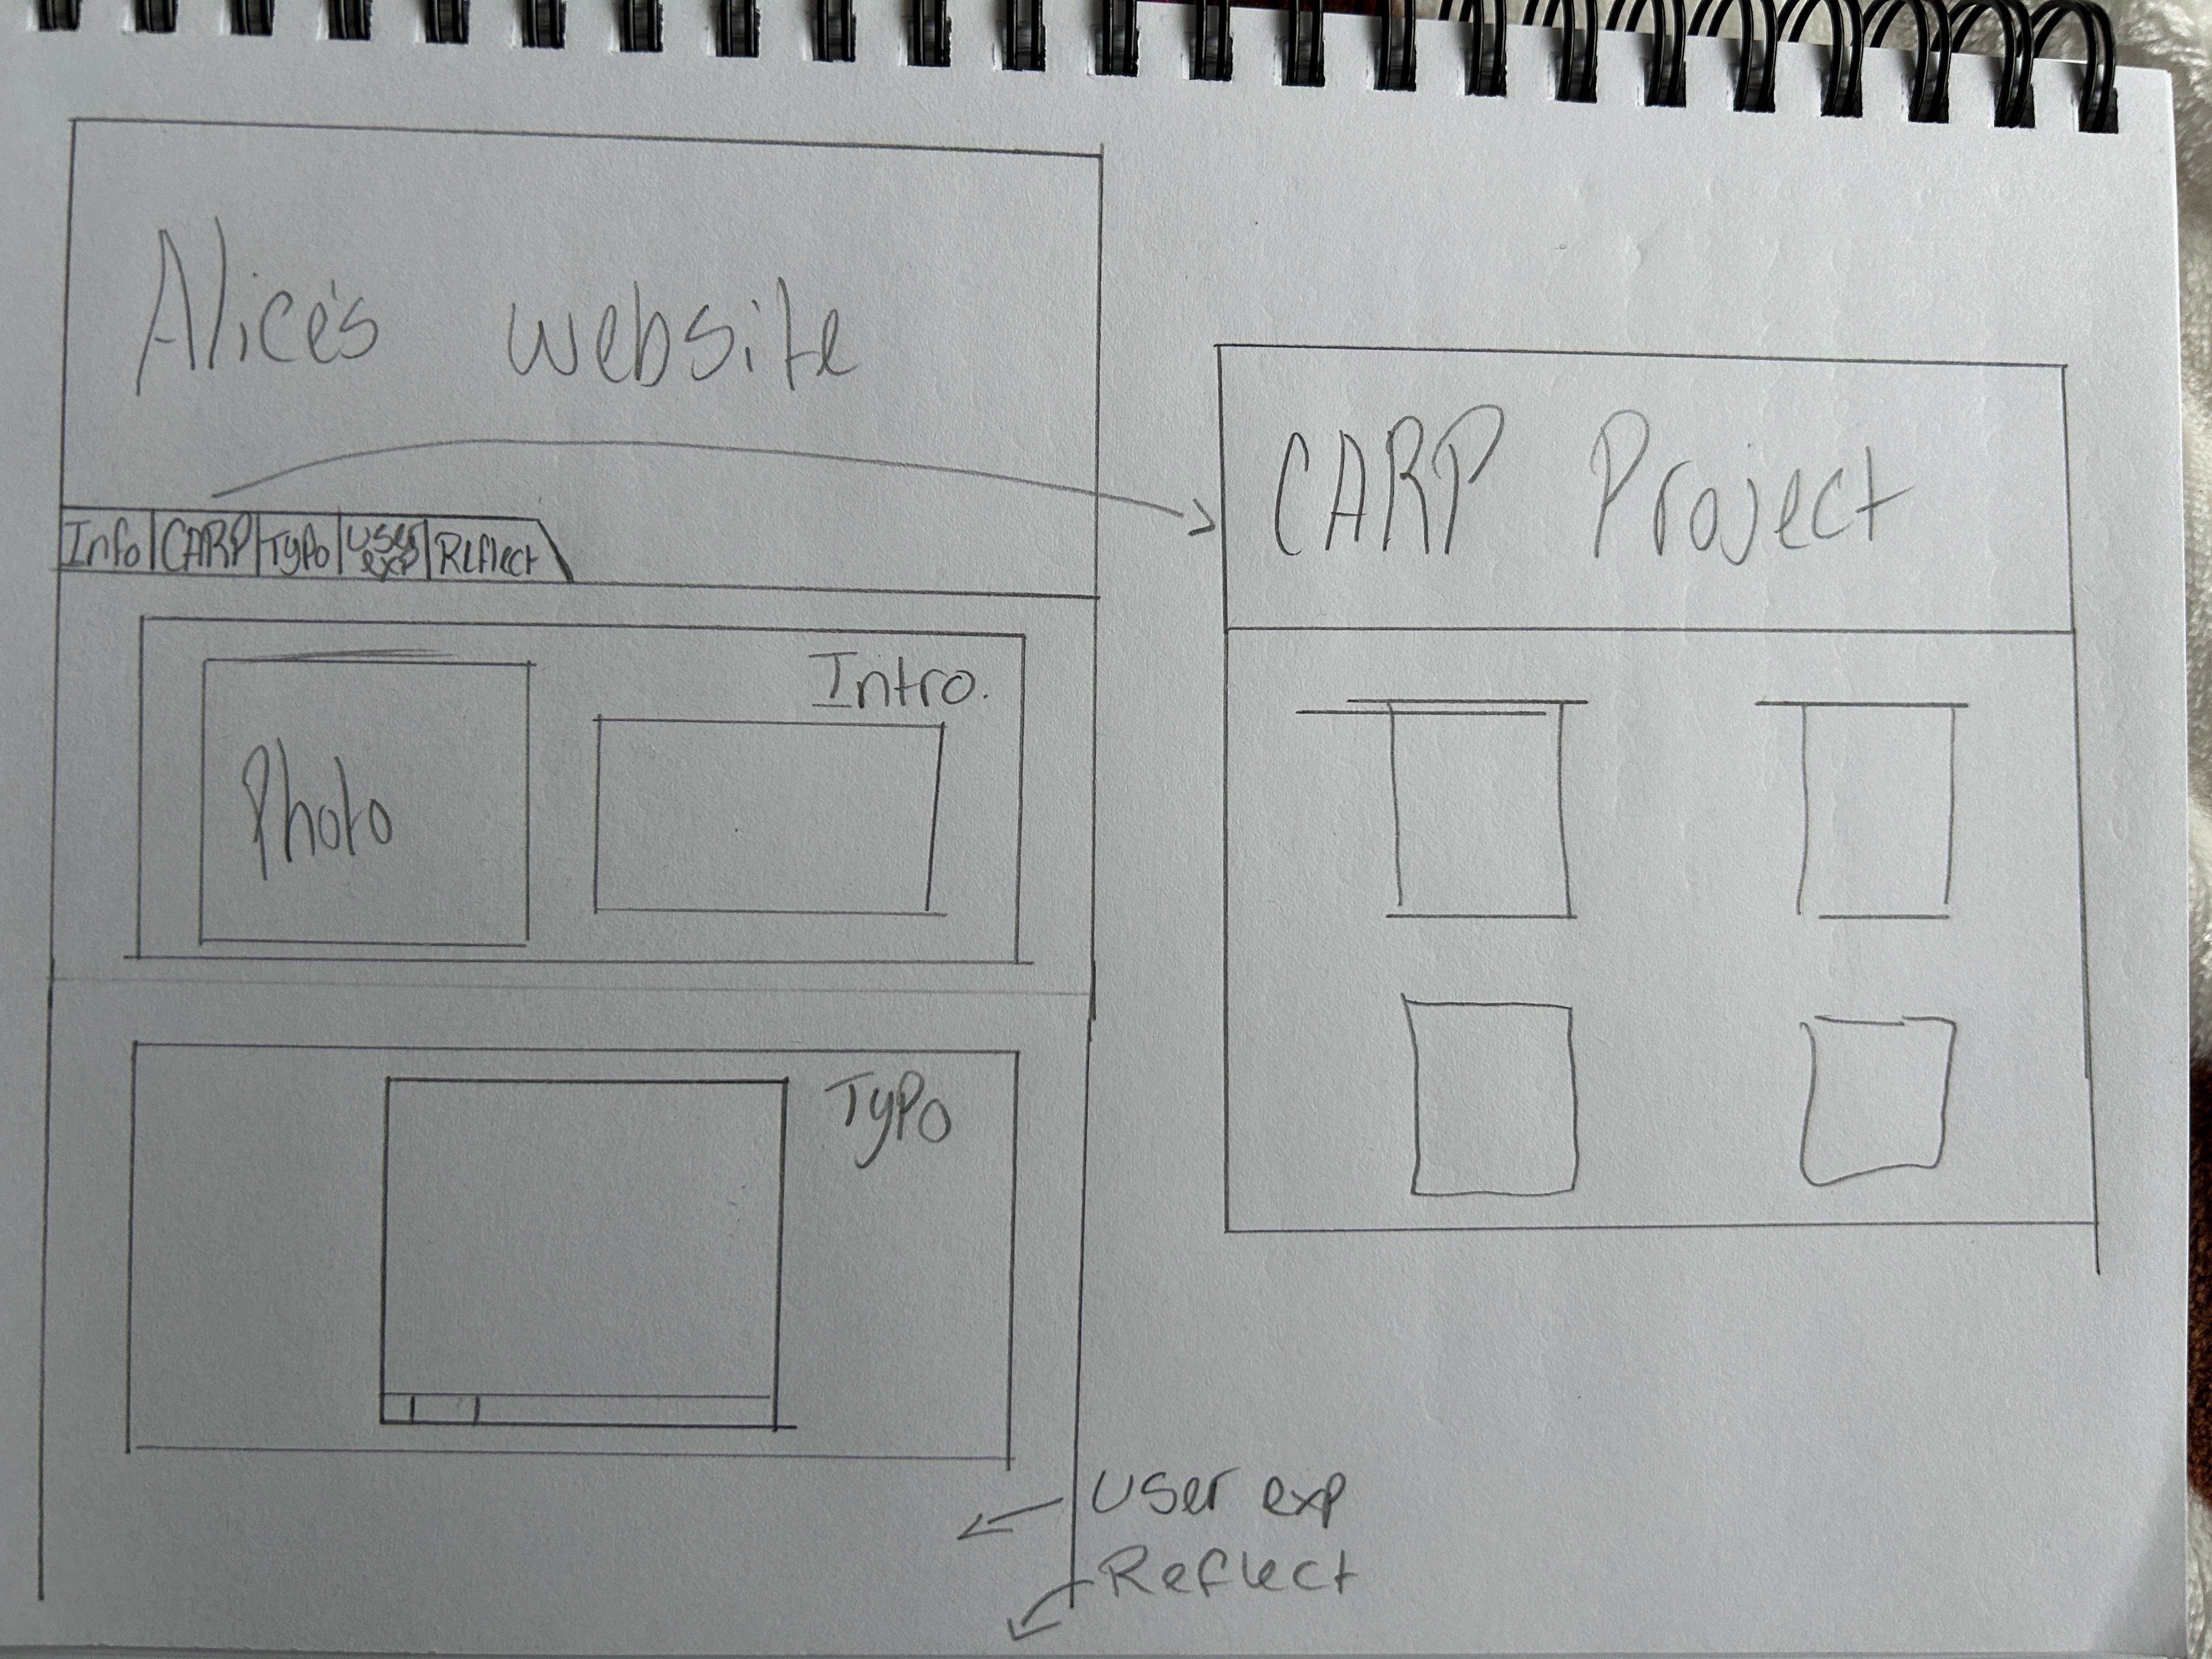 Alice's website
Info CARP Typo User exp Reflect
Photo
Intro.
Typo
User exp
Reflect
CARP Project